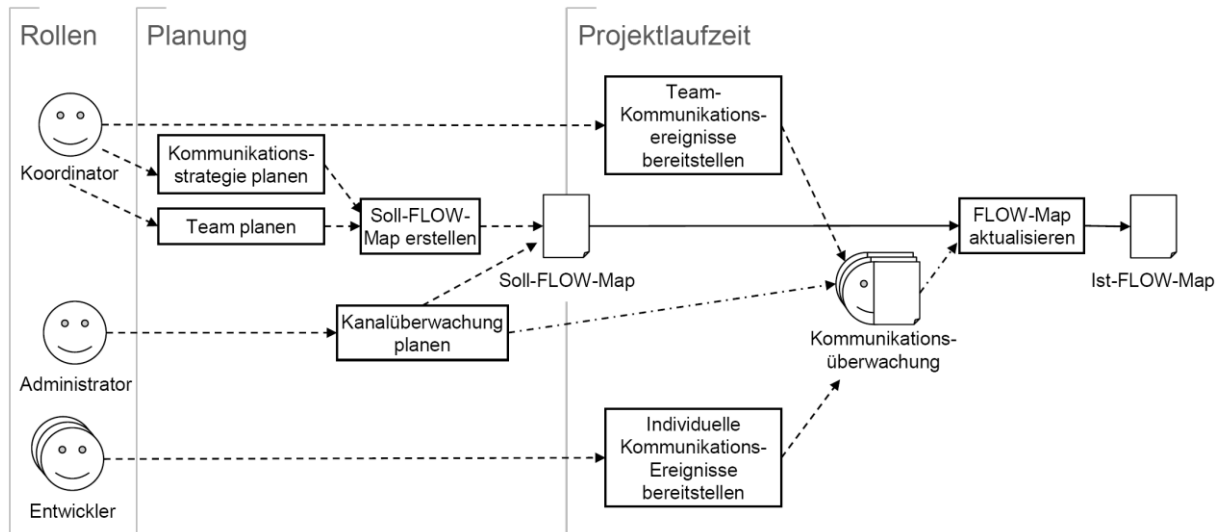 Rollen
Planung
Projektlaufzeit
Team-
Kommunikations-
ereignisse
bereitstellen
Koordinator
Kommunikations-
strategie planen
Team planen
Soll-FLOW-
Map erstellen
Soll-FLOW-Map
FLOW-Map
aktualisieren
Ist-FLOW-Map
Administrator
Kanalüberwachung
planen
Kommunikations-
überwachung
Entwickler
Individuelle
Kommunikations-
Ereignisse
bereitstellen